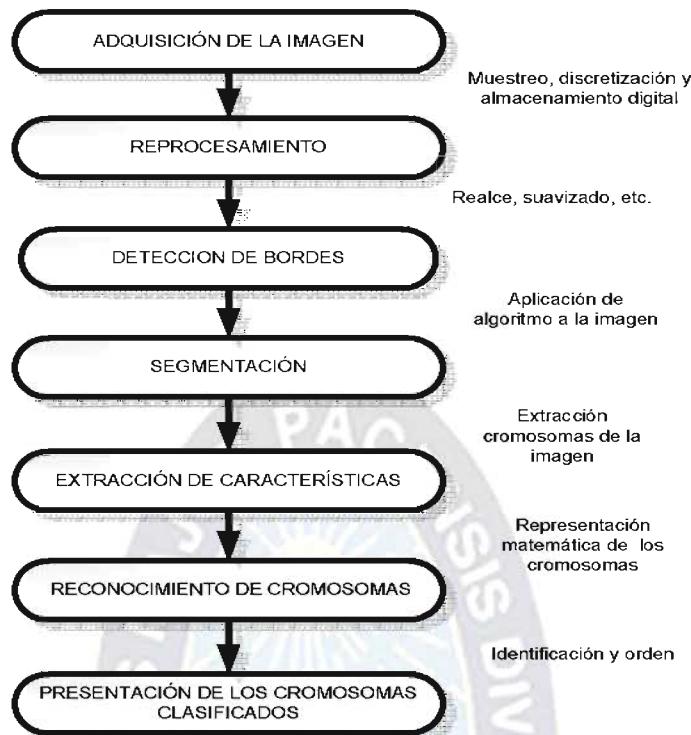 ADQUISICIÓN DE LA IMAGEN
Muestreo, discretización y
almacenamiento digital
REPROCESAMIENTO
Realce, suavizado, etc.
DETECCION DE BORDES
Aplicación de
algoritmo a la imagen
SEGMENTACIÓN
Extracción
cromosomas de la
imagen
EXTRACCIÓN DE CARACTERÍSTICAS
Representación
matemática de los
cromosomas
RECONOCIMIENTO DE CROMOSOMAS
Identificación y orden
PRESENTACIÓN DE LOS CROMOSOMAS
CLASIFICADOS